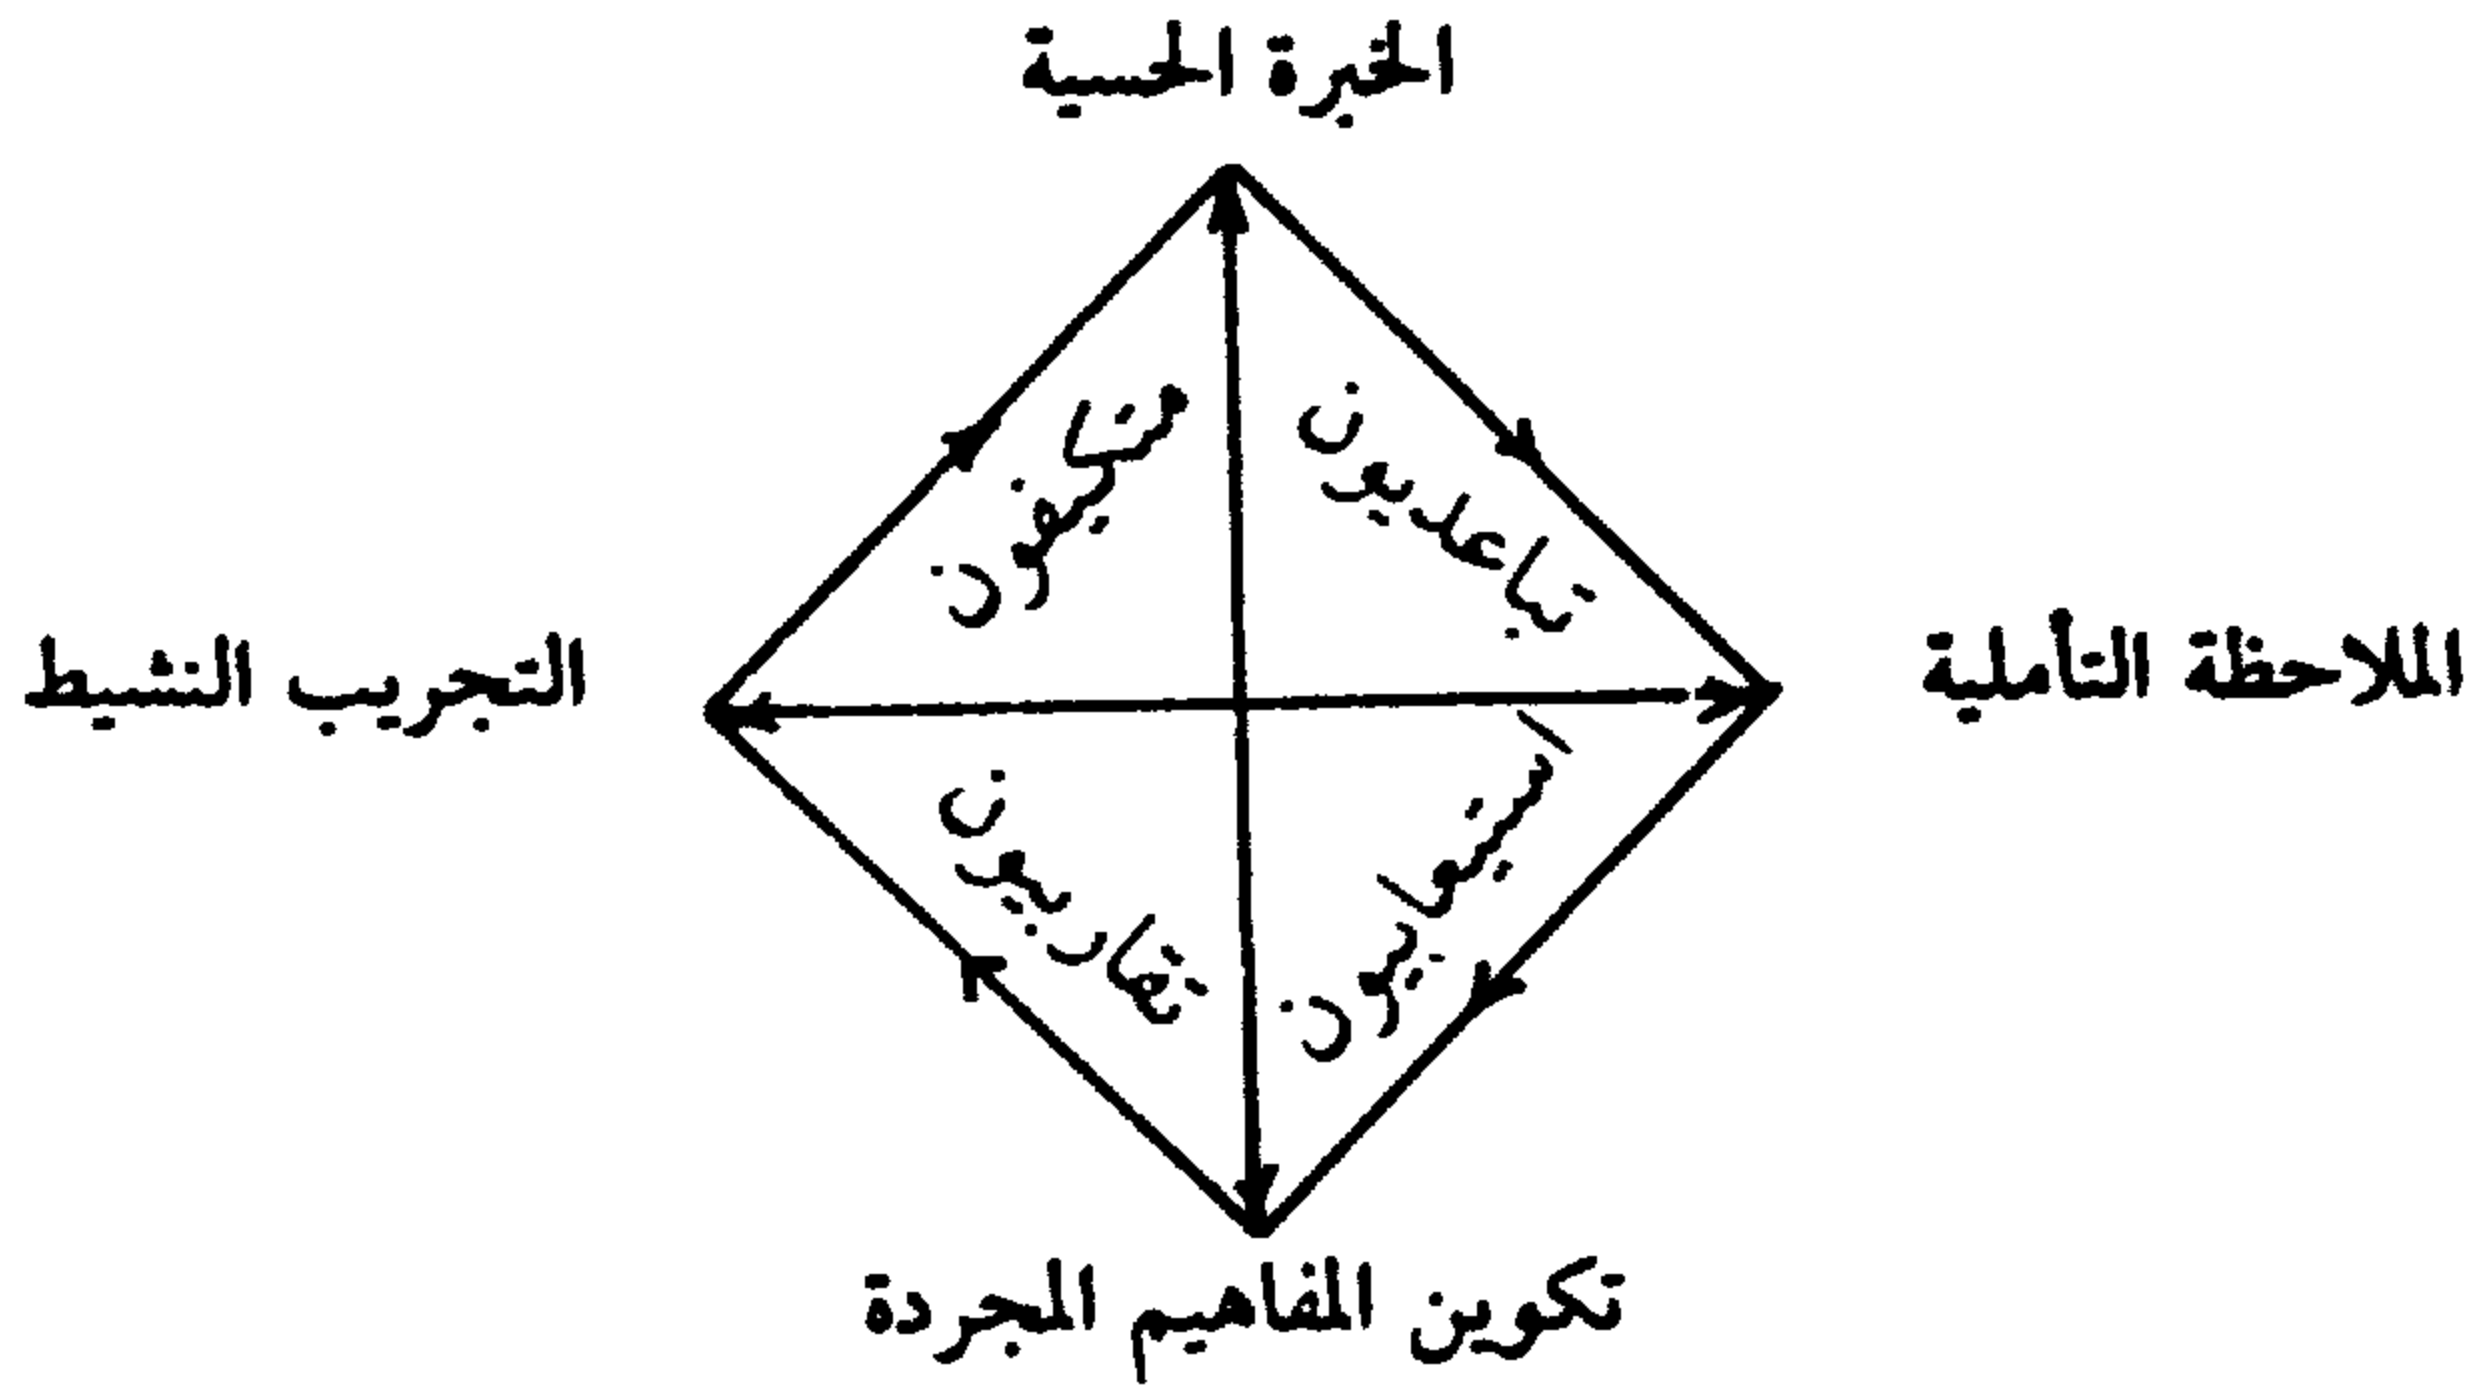 الخبرة الحسية
متكيفون
تباعديون
التجريب النشيط
الملاحظة التأملية
تقاربيون
استيعابيون
تكوين المفاهيم المجردة